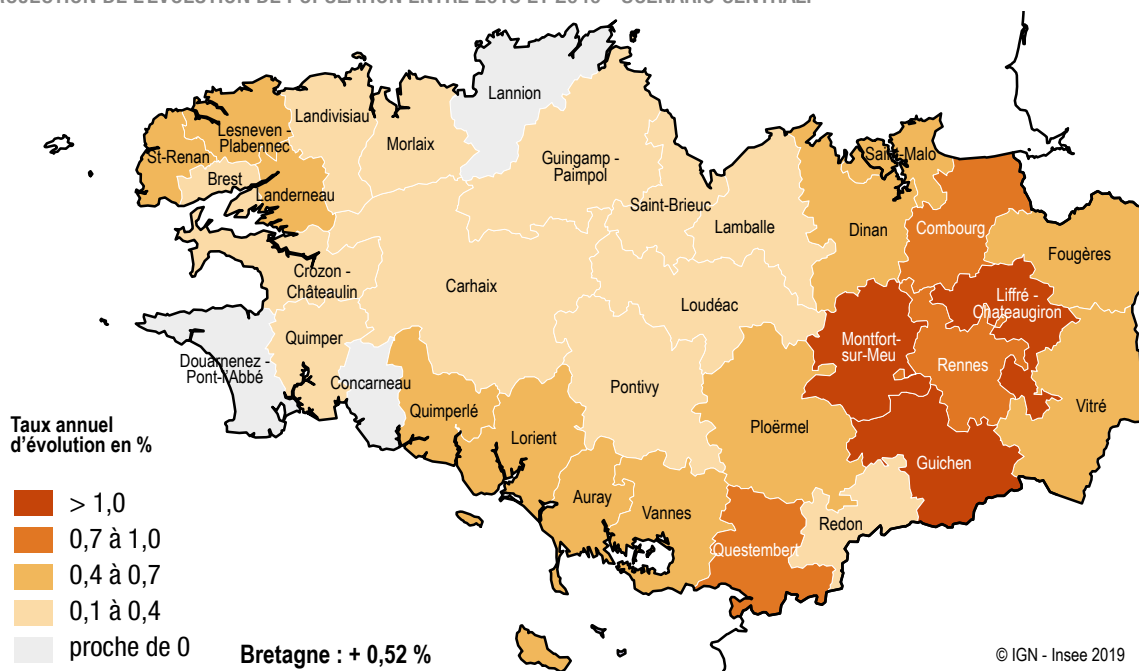 Lannion
Landivisiau
Lesneven -
Plabennec
Morlaix
St-Renan
Guingamp -
Paimpol
Saint-Malo
Brest
Landerneau
Saint-Brieuc
Lamballe
Dinan
Combourg
Fougères
Crozon -
Châteaulin
Carhaix
Loudéac
Liffré -
Chateaugiron
Quimper
Montfort-
sur-Meu
Douarnenez -
Pont-l'Abbé
Rennes
Concarneau
Pontivy
Quimperlé
Vitré
Ploërmel
Lorient
Guichen
Auray
Vannes
Redon
Questembert
Taux annuel
d'évolution en %
> 1,0
0,7 à 1,0
0,4 à 0,7
0,1 à 0,4
proche de 0
Bretagne : + 0,52 %
© IGN - Insee 2019